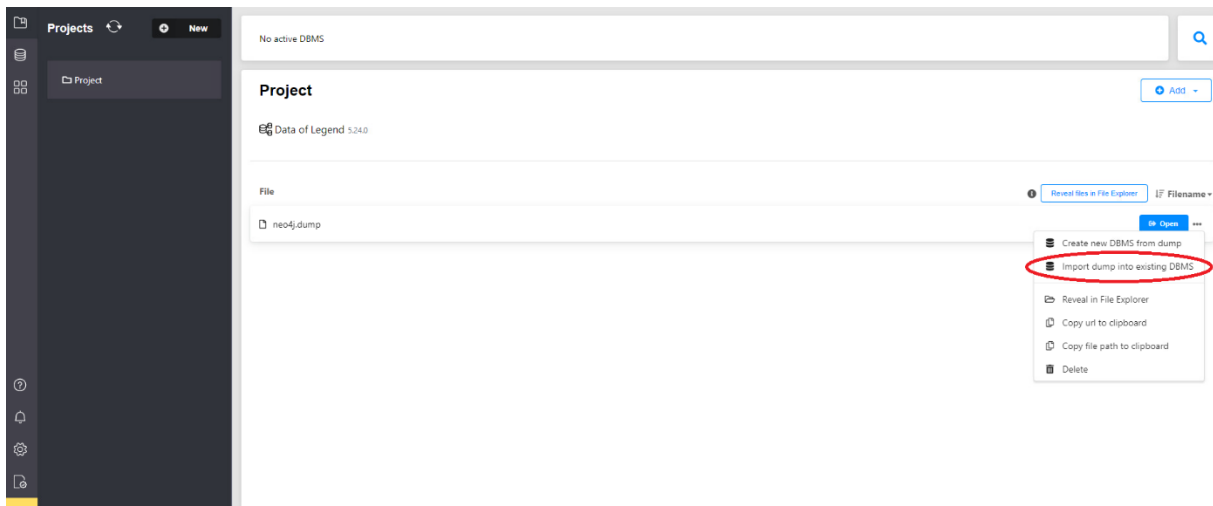 Projects
New
Project
No active DBMS
Project
Add
Data of Legend 5.24.0
File
Reveal files in File Explorer
Filename
neo4j.dump
Open
Create new DBMS from dump
Import dump into existing DBMS
Reveal in File Explorer
Copy url to clipboard
Copy file path to clipboard
Delete